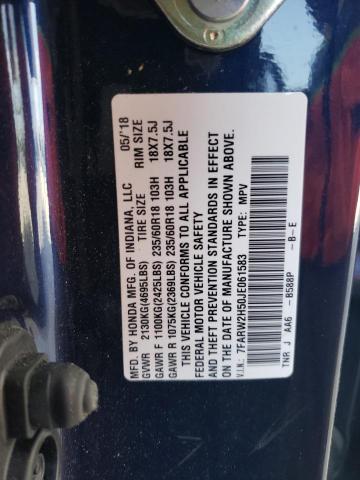 MFD. BY HONDA MFG. OF INDIANA, LLC 05/'18
TIRE SIZE RIM SIZE
GVWR 2130KG(4695LBS)
GAWR F 1100KG(2425LBS) 235/60R18 103H 18X7.5J
GAWR R 1075KG(2369LBS) 235/60R18 103H 18X7.5J
THIS VEHICLE CONFORMS TO ALL APPLICABLE
FEDERAL MOTOR VEHICLE SAFETY
AND THEFT PREVENTION STANDARDS IN EFFECT
ON THE DATE OF MANUFACTURE SHOWN ABOVE.
V.I.N.: 7FARW2H50JE061583 TYPE: MPV
TNR J AA6 -B588P -B-E